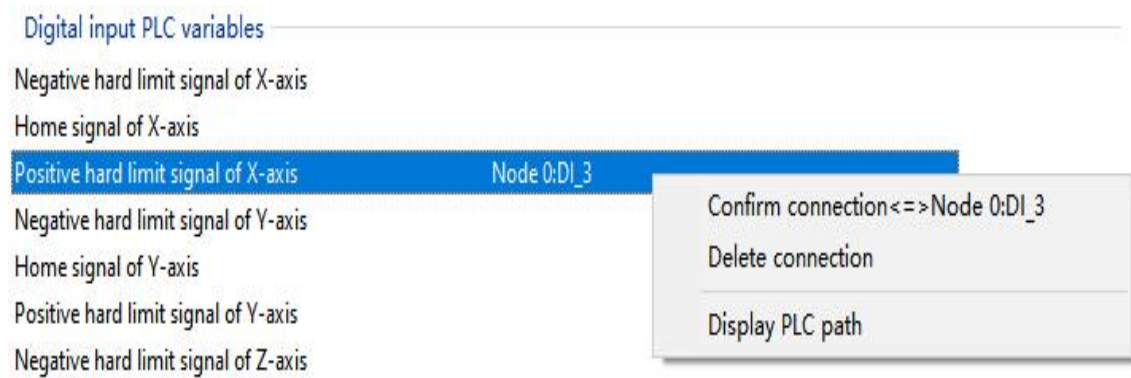 Digital input PLC variables
Negative hard limit signal of X-axis
Home signal of X-axis
Positive hard limit signal of X-axis Node 0:DI_3
Confirm connection<=>Node 0:DI_3
Delete connection
Display PLC path
Negative hard limit signal of Y-axis
Home signal of Y-axis
Positive hard limit signal of Y-axis
Negative hard limit signal of Z-axis